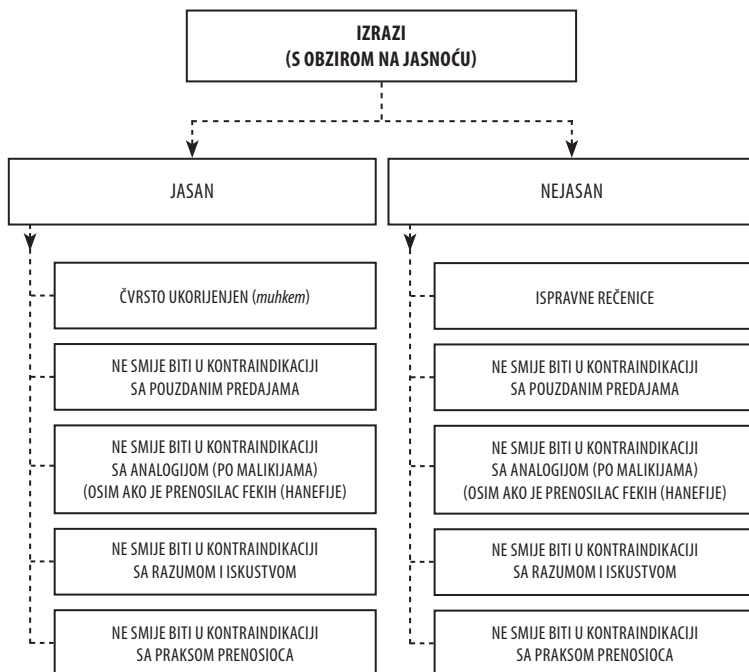 IZRAZI
(S OBZIROM NA JASNOĆU)
JASAN
NEJASAN
ČVRSTO UKORIJENJEN (muhkem)
NE SMIJE BITI U KONTRAINDIKACIJI
SA POUZDANIM PREDAJAMA
NE SMIJE BITI U KONTRAINDIKACIJI
SA ANALOGIJOM (PO MALIKIJAMA)
(OSIM AKO JE PRENOSILAC FEKIH (HANEFIJE)
NE SMIJE BITI U KONTRAINDIKACIJI
SA RAZUMOM I ISKUSTVOM
NE SMIJE BITI U KONTRAINDIKACIJI
SA PRAKSOM PRENOSIOCA
ISPRAVNE REČENICE
NE SMIJE BITI U KONTRAINDIKACIJI
SA POUZDANIM PREDAJAMA
NE SMIJE BITI U KONTRAINDIKACIJI
SA ANALOGIJOM (PO MALIKIJAMA)
(OSIM AKO JE PRENOSILAC FEKIH (HANEFIJE)
NE SMIJE BITI U KONTRAINDIKACIJI
SA RAZUMOM I ISKUSTVOM
NE SMIJE BITI U KONTRAINDIKACIJI
SA PRAKSOM PRENOSIOCA